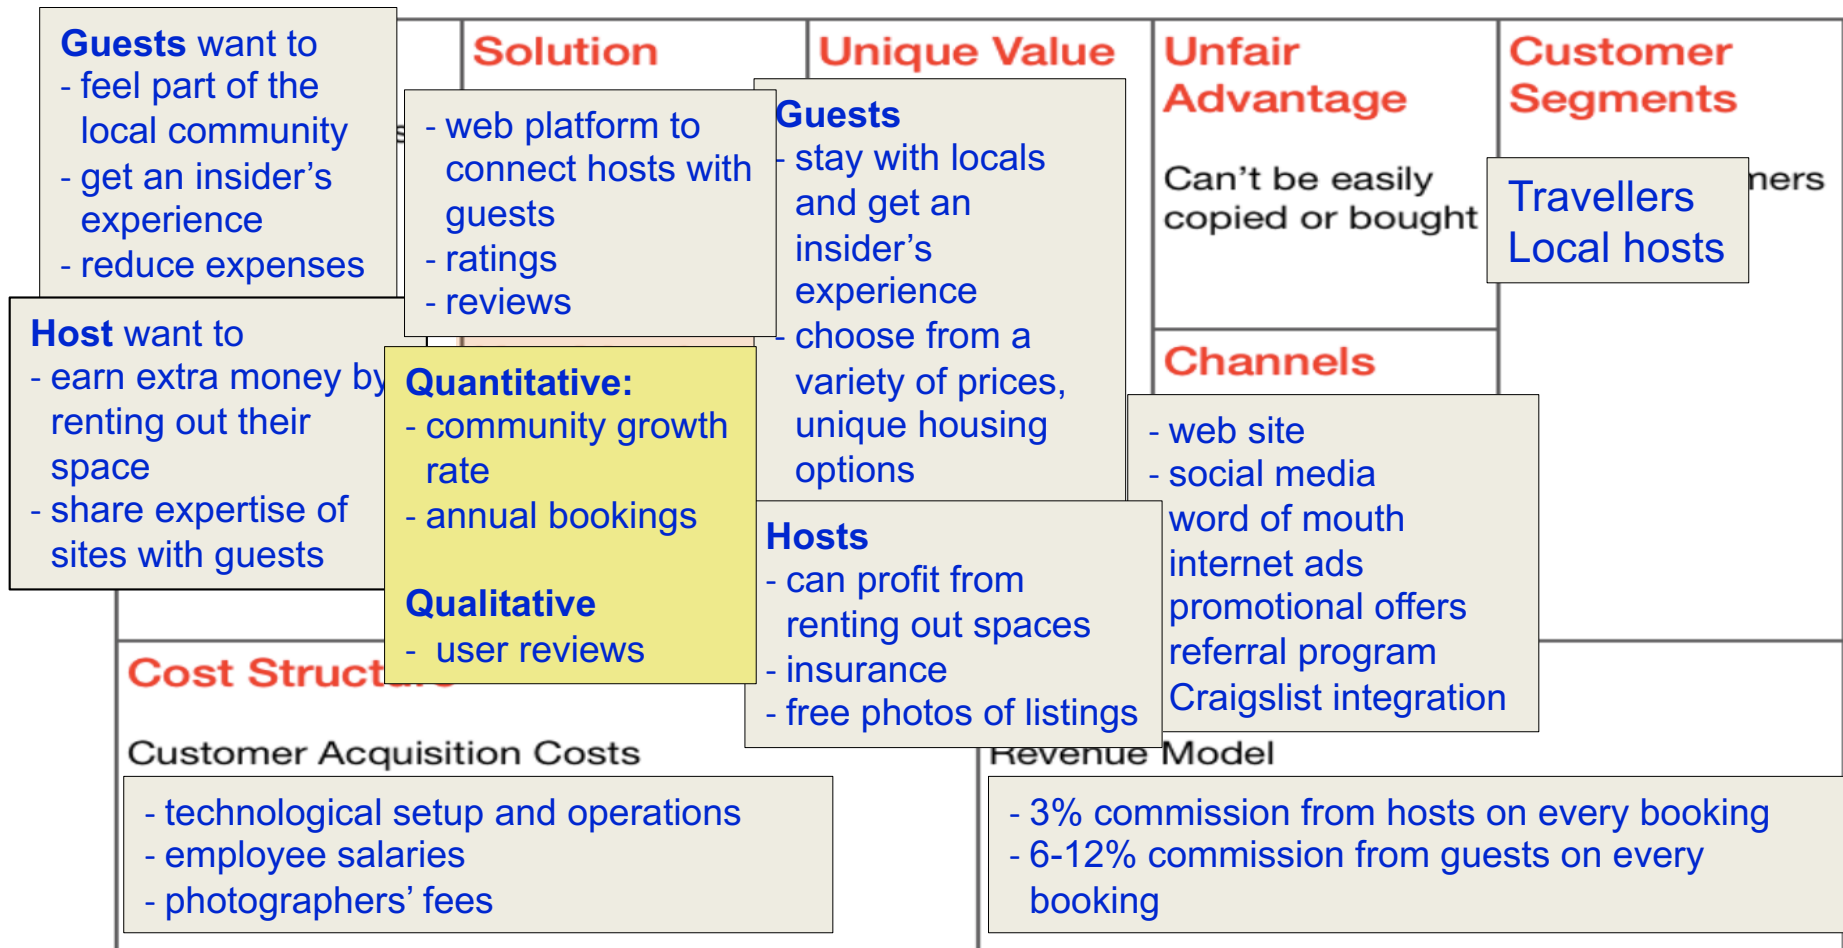 Guests want to
- feel part of the
local community
- get an insider's
experience
- reduce expenses
Host want to
- earn extra money by
renting out their
space
- share expertise of
sites with guests
Solution
- web platform to
connect hosts with
guests
- ratings
- reviews
Quantitative:
- community growth
rate
- annual bookings
Qualitative
- user reviews
Unique Value
Guests
- stay with locals
and get an
insider's
experience
- choose from a
variety of prices,
unique housing
options
Hosts
- can profit from
renting out spaces
- insurance
- free photos of listings
Unfair
Advantage
Can't be easily
copied or bought
Channels
- web site
- social media
word of mouth
internet ads
promotional offers
referral program
Craigslist integration
Customer
Segments
Travellers
Local hosts
Cost
Customer Acquisition Costs
- technological setup and operations
- employee salaries
- photographers' fees
Revenue Model
- 3% commission from hosts on every booking
- 6-12% commission from guests on every
booking